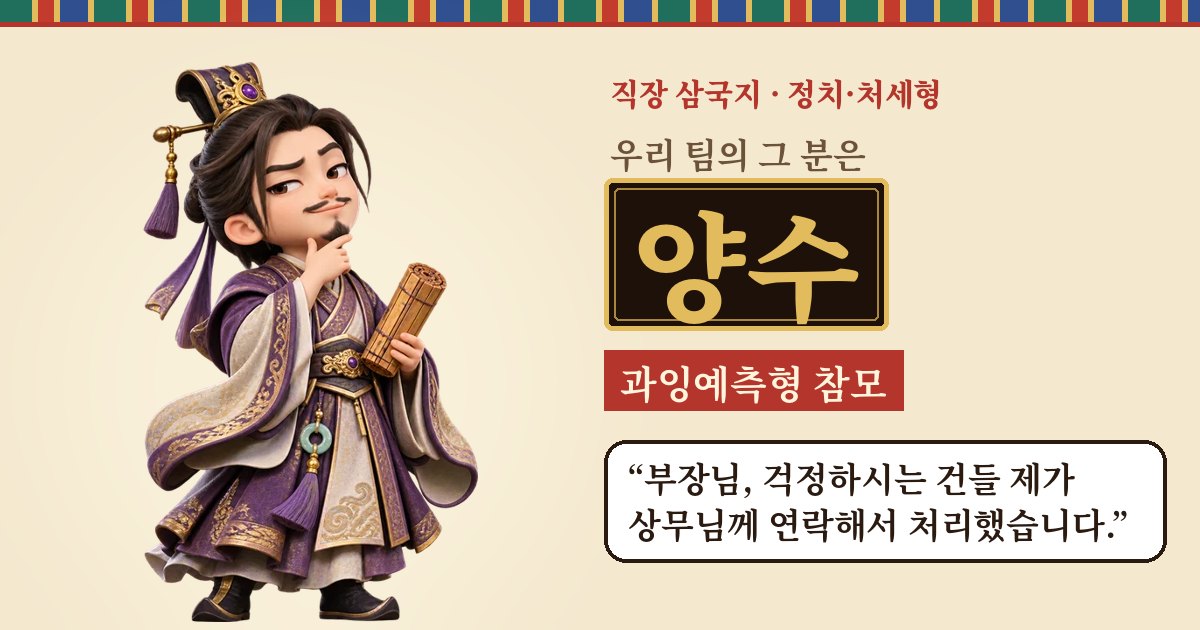 직장 삼국지 · 정치·처세형
우리 팀의 그 분은
양수
과잉예측형 참모
“부장님, 걱정하시는 건들 제가
상무님께 연락해서 처리했습니다.”